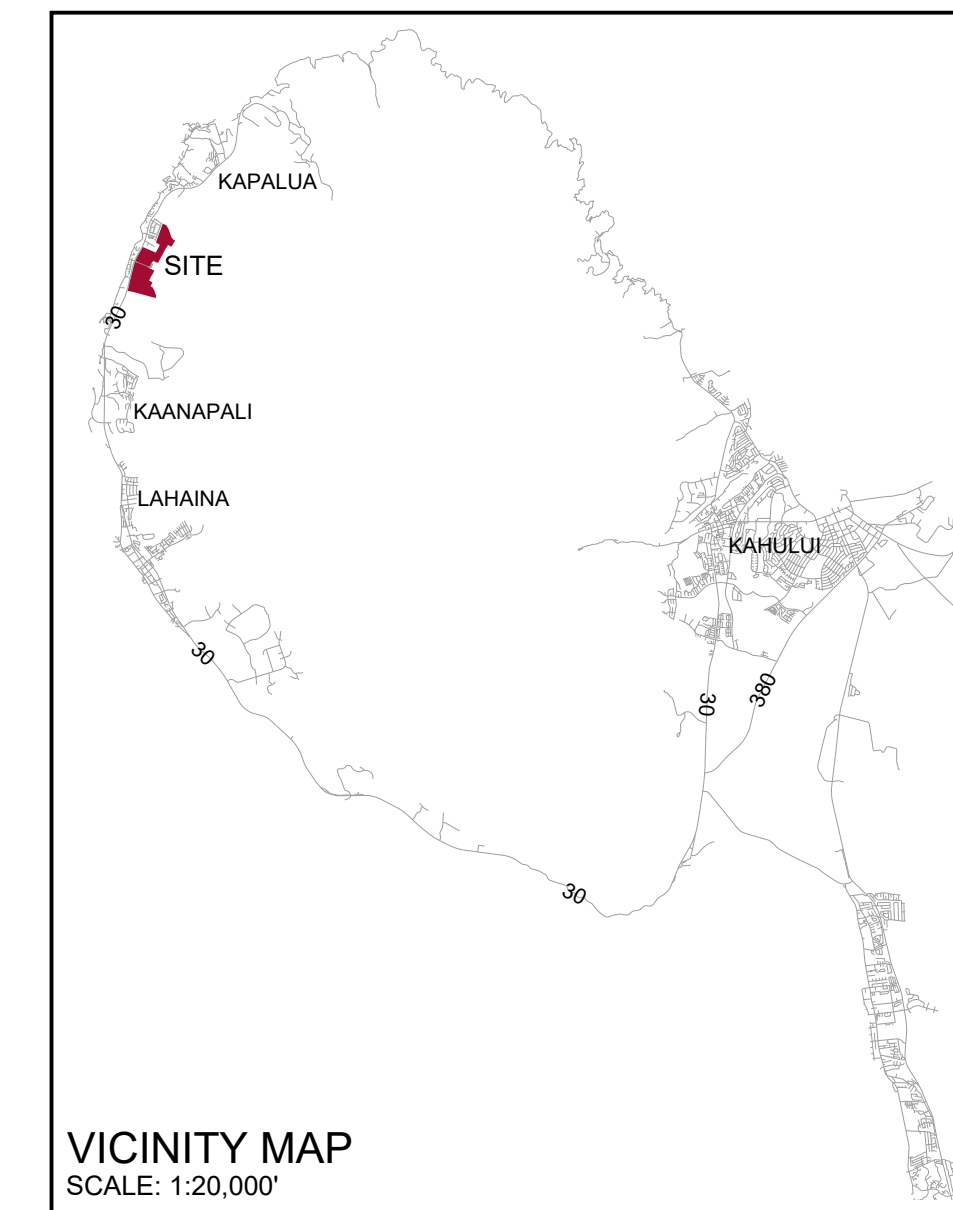 KAPALUA
SITE
30
KAANAPALI
LAHAINA
KAHULUI
30
30
380
30
VICINITY MAP
SCALE: 1:20,000'